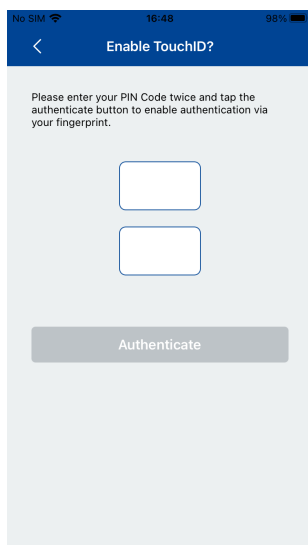 No SIM 16:48 98%
Enable TouchID?
Please enter your PIN Code twice and tap the
authenticate button to enable authentication via
your fingerprint.
Authenticate